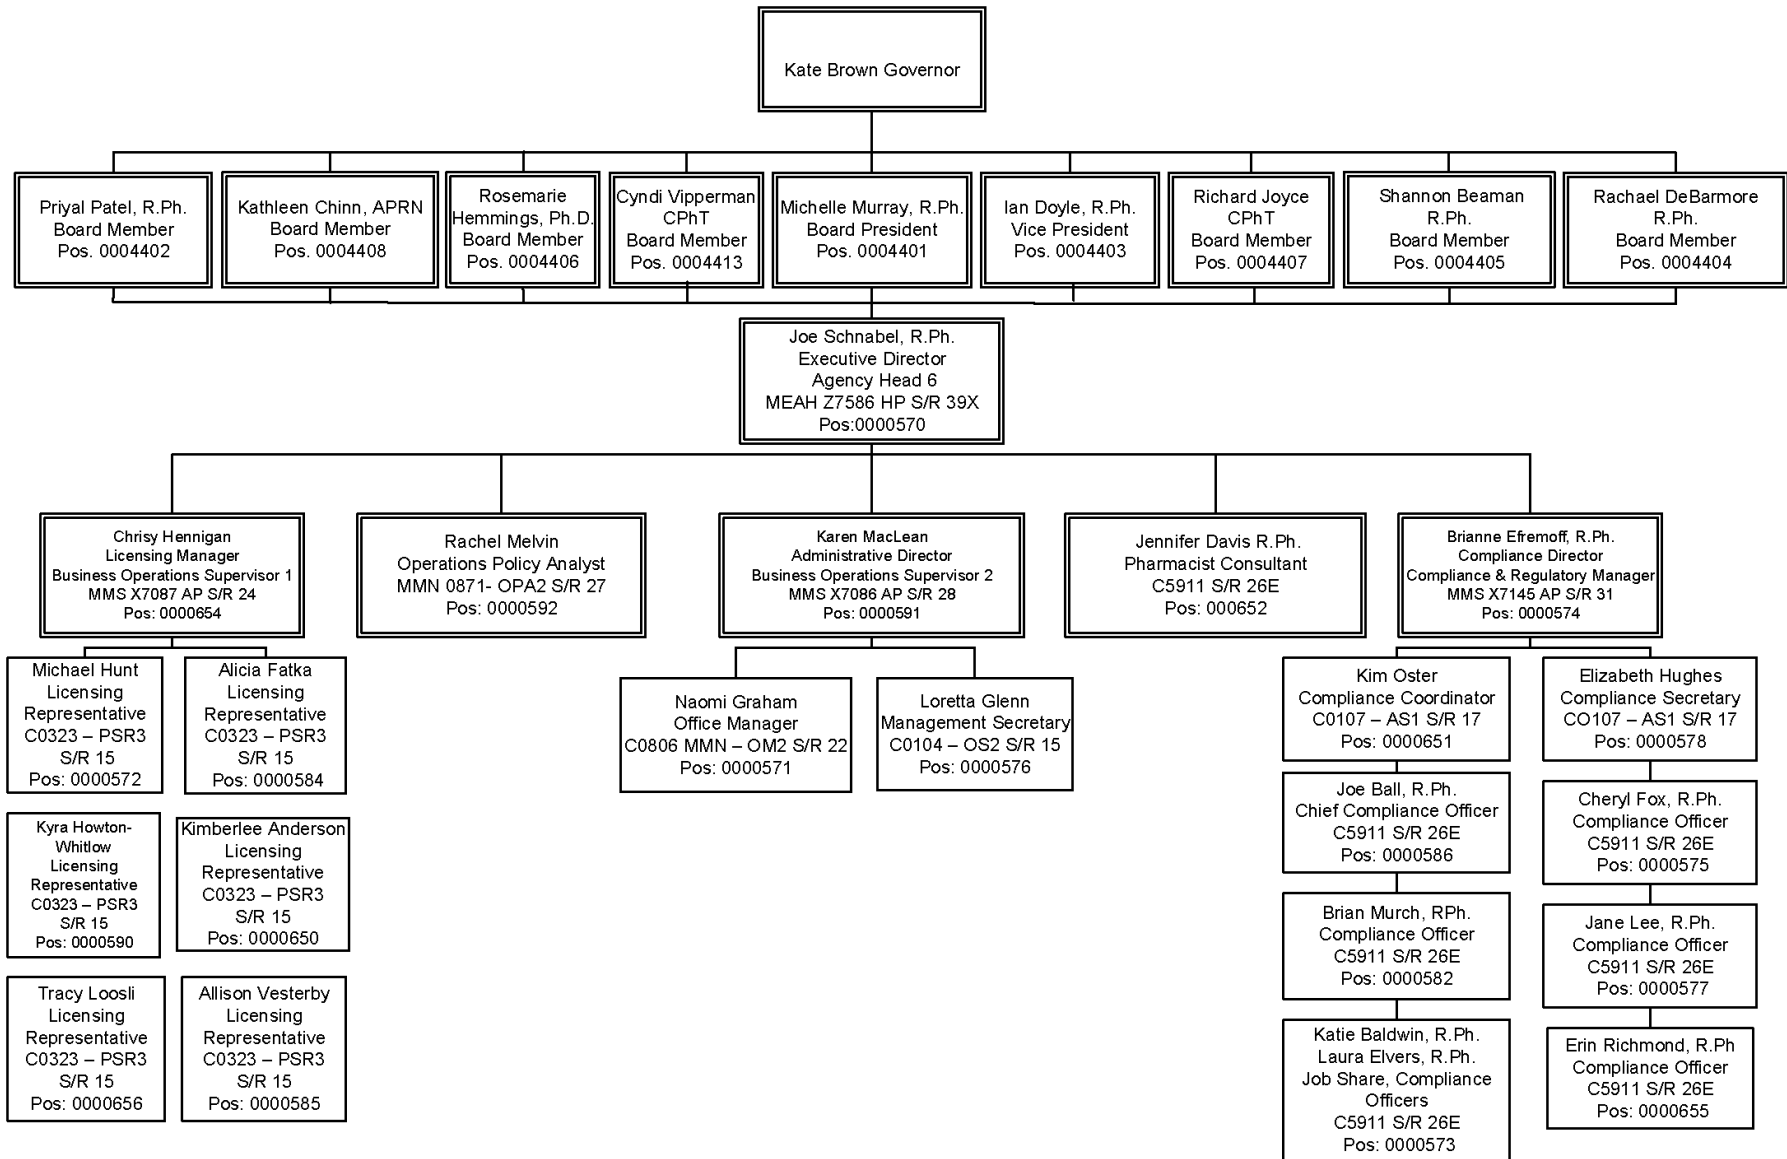 Kate Brown Governor
Priyal Patel, R.Ph.
Board Member
Pos. 0004402
Kathleen Chinn, APRN
Board Member
Pos. 0004408
Rosemarie
Hemmings, Ph.D.
Board Member
Pos. 0004406
Cyndi Vipperman
CPhT
Board Member
Pos. 0004413
Michelle Murray, R.Ph.
Board President
Pos. 0004401
Ian Doyle, R.Ph.
Vice President
Pos. 0004403
Richard Joyce
CPhT
Board Member
Pos. 0004407
Shannon Beaman
R.Ph.
Board Member
Pos. 0004405
Rachael DeBarmore
R.Ph.
Board Member
Pos. 0004404
Joe Schnabel, R.Ph.
Executive Director
Agency Head 6
MEAH Z7586 HP S/R 39X
Pos:0000570
Chrisy Hennigan
Licensing Manager
Business Operations Supervisor 1
MMS X7087 AP S/R 24
Pos: 0000654
Rachel Melvin
Operations Policy Analyst
MMN 0871- OPA2 S/R 27
Pos: 0000592
Karen MacLean
Administrative Director
Business Operations Supervisor 2
MMS X7086 AP S/R 28
Pos: 0000591
Jennifer Davis R.Ph.
Pharmacist Consultant
C5911 S/R 26E
Pos: 000652
Brianne Efremoff, R.Ph.
Compliance Director
Compliance & Regulatory Manager
MMS X7145 AP S/R 31
Pos: 0000574
Michael Hunt
Licensing
Representative
C0323 – PSR3
S/R 15
Pos: 0000572
Alicia Fatka
Licensing
Representative
C0323 – PSR3
S/R 15
Pos: 0000584
Kyra Howton-
Whitlow
Licensing
Representative
C0323 – PSR3
S/R 15
Pos: 0000590
Kimberlee Anderson
Licensing
Representative
C0323 – PSR3
S/R 15
Pos: 0000650
Tracy Loosli
Licensing
Representative
C0323 – PSR3
S/R 15
Pos: 0000656
Allison Vesterby
Licensing
Representative
C0323 – PSR3
S/R 15
Pos: 0000585
Naomi Graham
Office Manager
C0806 MMN – OM2 S/R 22
Pos: 0000571
Loretta Glenn
Management Secretary
C0104 – OS2 S/R 15
Pos: 0000576
Kim Oster
Compliance Coordinator
C0107 – AS1 S/R 17
Pos: 0000651
Joe Ball, R.Ph.
Chief Compliance Officer
C5911 S/R 26E
Pos: 0000586
Brian Murch, RPh.
Compliance Officer
C5911 S/R 26E
Pos: 0000582
Katie Baldwin, R.Ph.
Laura Elvers, R.Ph.
Job Share, Compliance
Officers
C5911 S/R 26E
Pos: 0000573
Elizabeth Hughes
Compliance Secretary
CO107 – AS1 S/R 17
Pos: 0000578
Cheryl Fox, R.Ph.
Compliance Officer
C5911 S/R 26E
Pos: 0000575
Jane Lee, R.Ph.
Compliance Officer
C5911 S/R 26E
Pos: 0000577
Erin Richmond, R.Ph
Compliance Officer
C5911 S/R 26E
Pos: 0000655